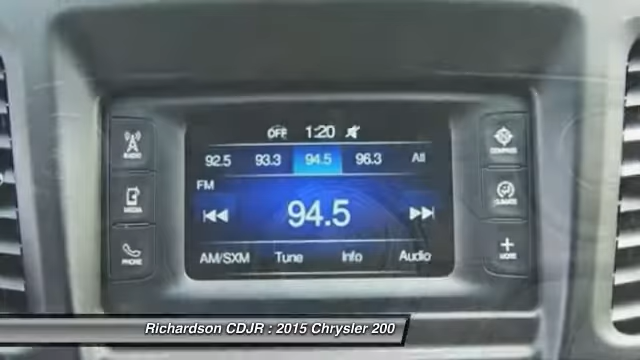 OFF 1:20
92.5 93.3 94.5 96.3 All
FM
94.5
AM/SXM Tune Info Audio
RADIO
MEDIA
PHONE
COMPASS
CLIMATE
MORE
Richardson CDJR : 2015 Chrysler 200